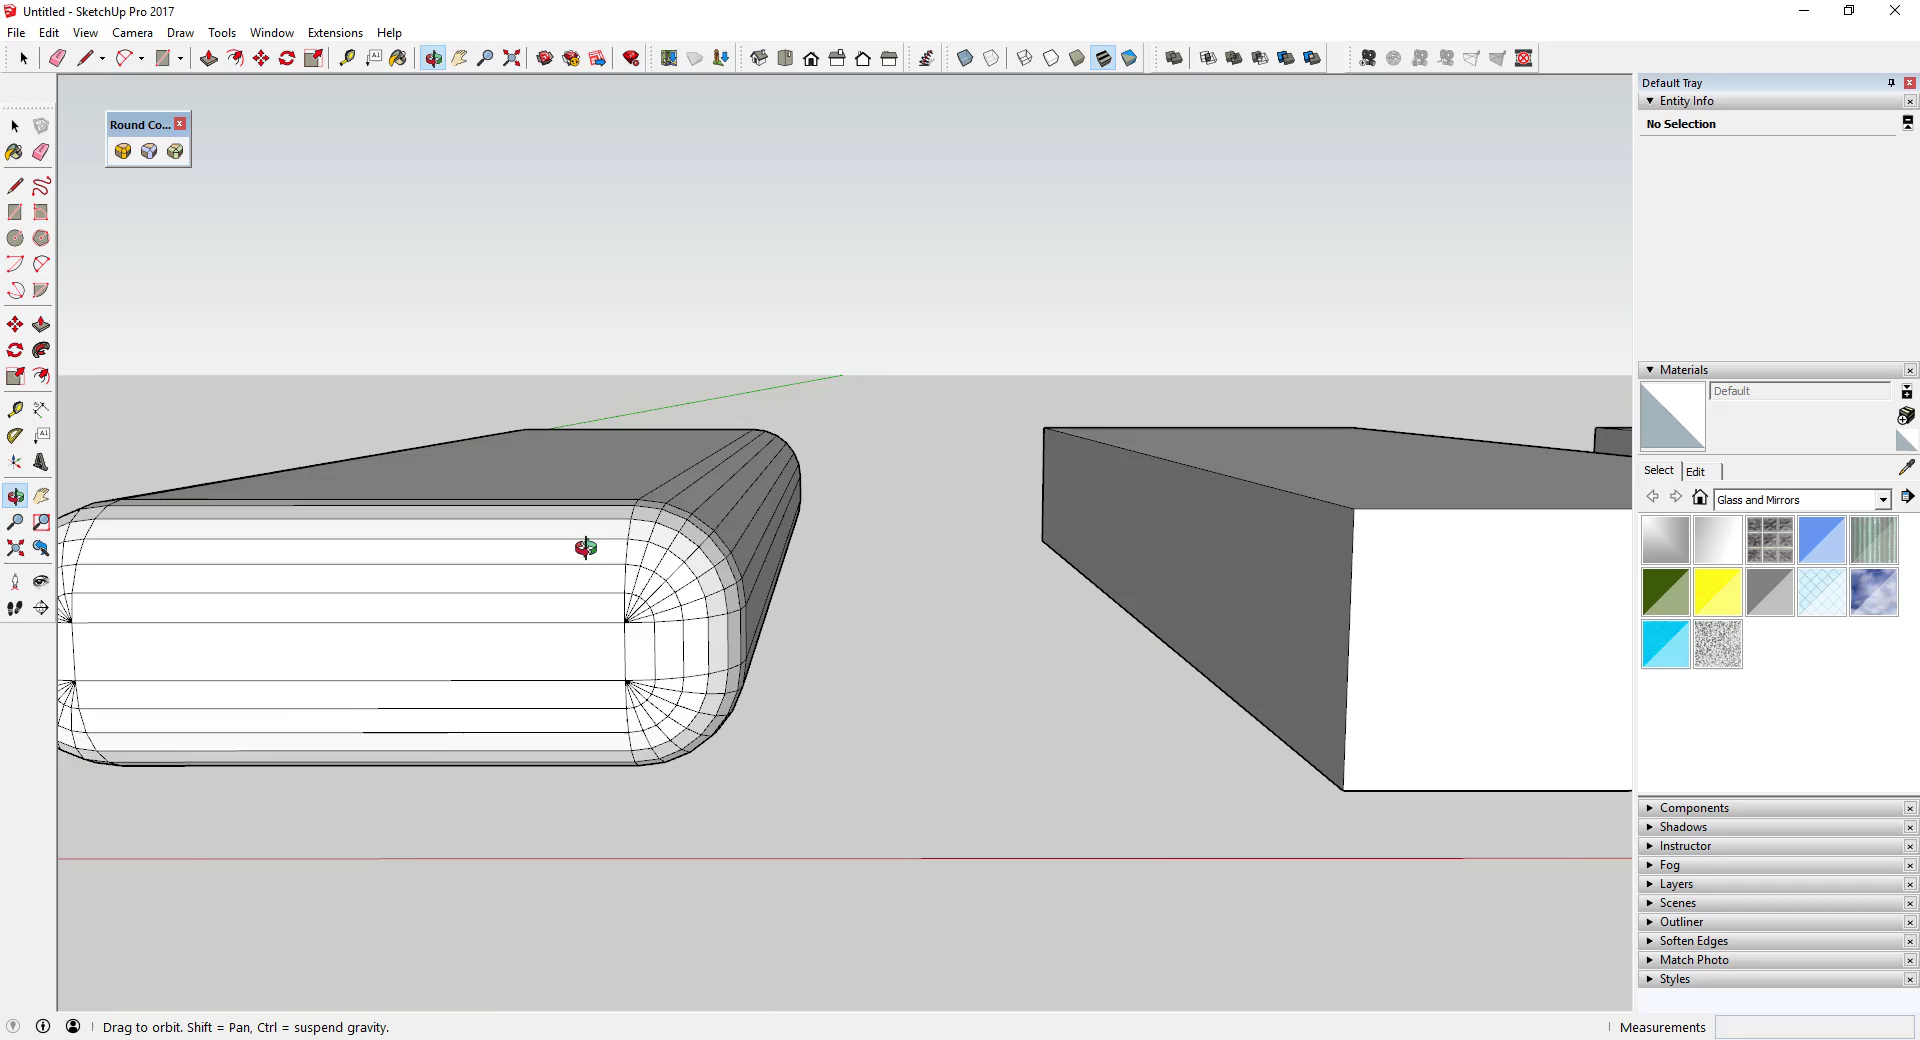 Untitled - SketchUp Pro 2017
File Edit View Camera Draw Tools Window Extensions Help
Default Tray
Entity Info
No Selection
Round Co...
Materials
Default
Select Edit
Glass and Mirrors
Components
Shadows
Instructor
Fog
Layers
Scenes
Outliner
Soften Edges
Match Photo
Styles
Drag to orbit. Shift = Pan, Ctrl = suspend gravity.
Measurements